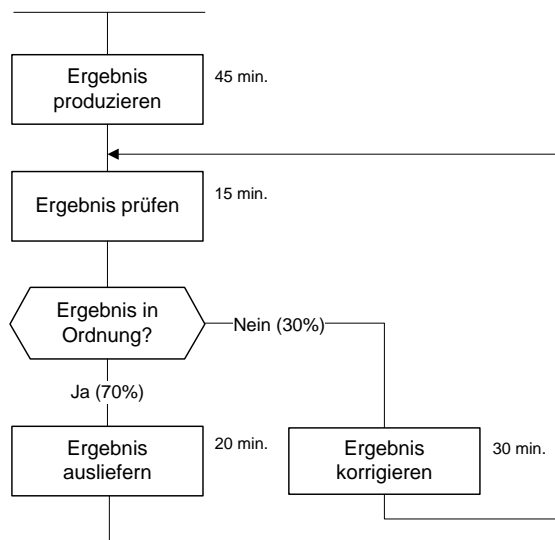 Ergebnis
produzieren
45 min.
Ergebnis prüfen
15 min.
Ergebnis in
Ordnung?
Nein (30%)
Ja (70%)
Ergebnis
ausliefern
20 min.
Ergebnis
korrigieren
30 min.